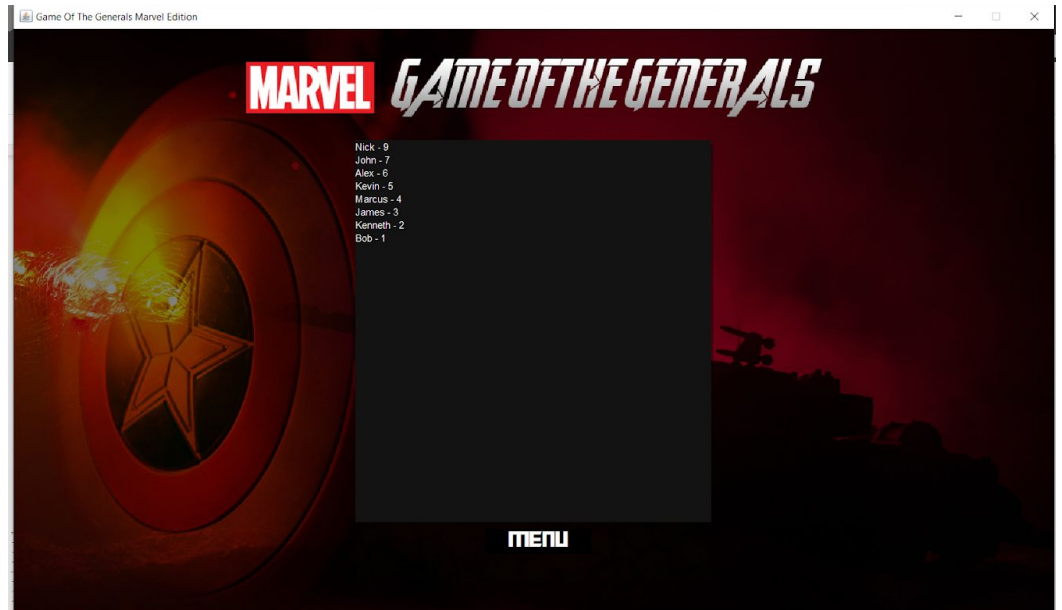 Game Of The Generals Marvel Edition
MARVEL GAME OF THE GENERALS
Nick - 9
John - 7
Alex - 6
Kevin - 5
Marcus - 4
James - 3
Kenneth - 2
Bob - 1
MENU